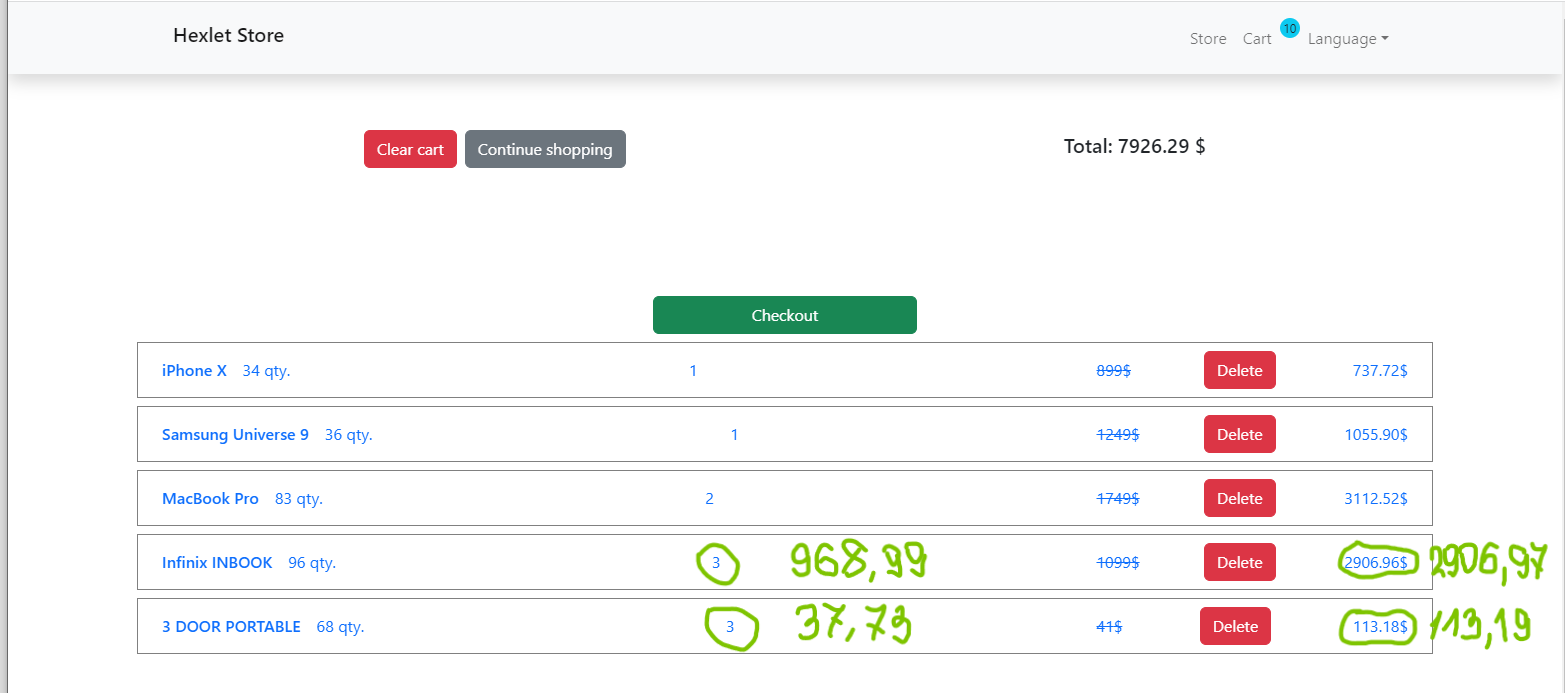 Hexlet Store Store Cart 10 Language
Clear cart Continue shopping Total: 7926.29 $
Checkout
iPhone X 34 qty. 1 899$ Delete 737.72$
Samsung Universe 9 36 qty. 1 1249$ Delete 1055.90$
MacBook Pro 83 qty. 2 1749$ Delete 3112.52$
Infinix INBOOK 96 qty. 3 968,99 1099$ Delete 2906.96$ 2906,97
3 DOOR PORTABLE 68 qty. 3 37,73 41$ Delete 113.18$ 113,19